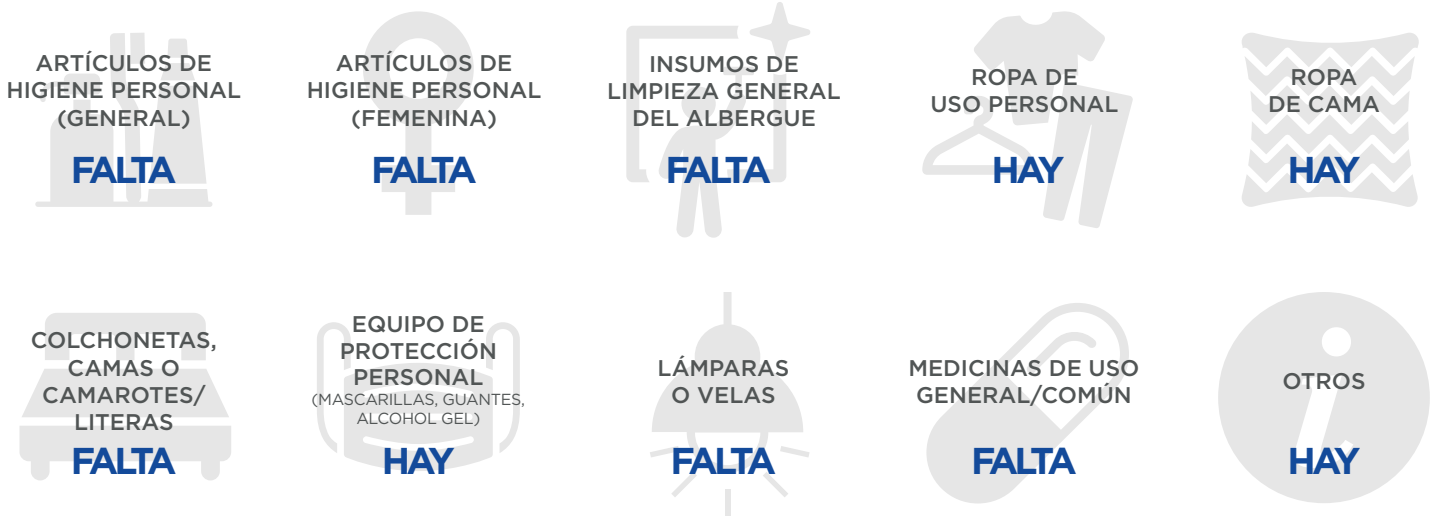 ARTÍCULOS DE
HIGIENE PERSONAL
(GENERAL)
FALTA
ARTÍCULOS DE
HIGIENE PERSONAL
(FEMENINA)
FALTA
INSUMOS DE
LIMPIEZA GENERAL
DEL ALBERGUE
FALTA
ROPA DE
USO PERSONAL
HAY
ROPA
DE CAMA
HAY
COLCHONETAS,
CAMAS O
CAMAROTES/
LITERAS
FALTA
EQUIPO DE
PROTECCIÓN
PERSONAL
(MASCARILLAS, GUANTES,
ALCOHOL GEL)
HAY
LÁMPARAS
O VELAS
FALTA
MEDICINAS DE USO
GENERAL/COMÚN
FALTA
OTROS
HAY